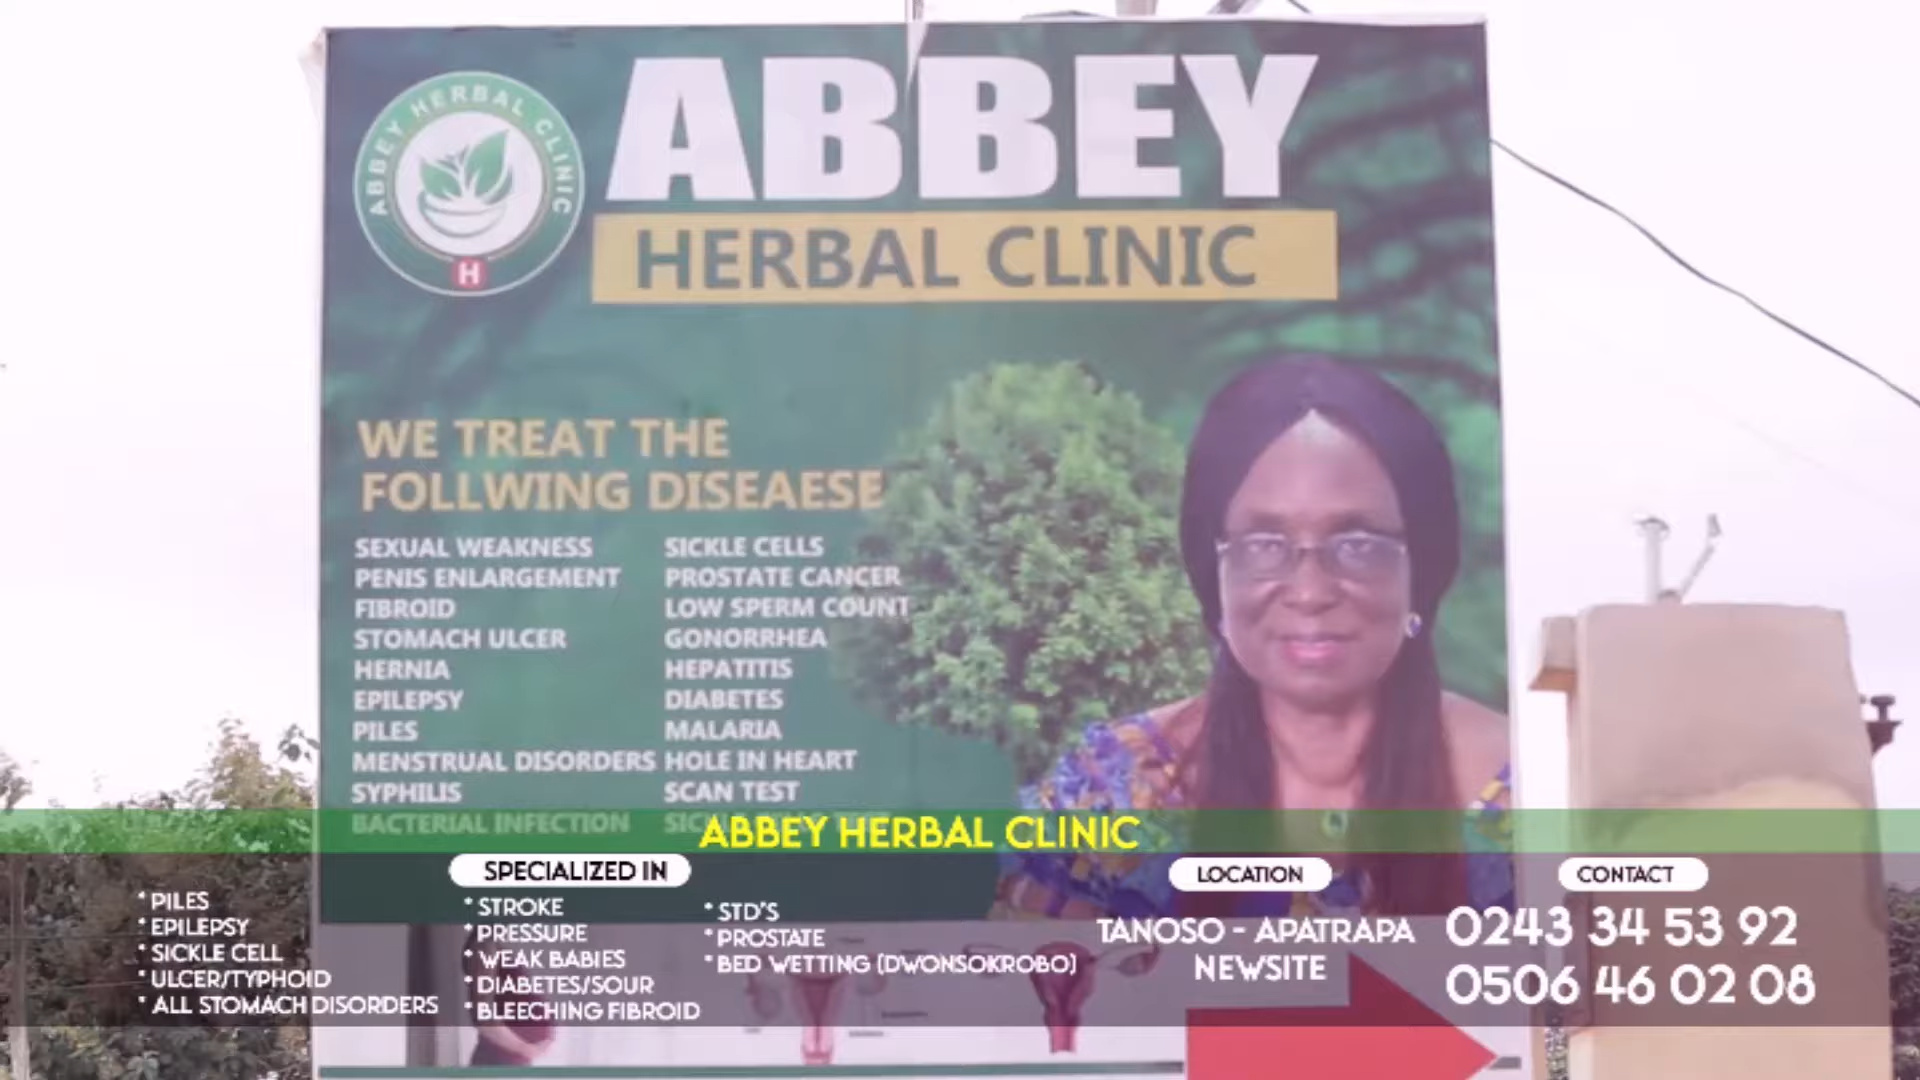 ABBEY HERBAL CLINIC
H
ABBEY
HERBAL CLINIC
WE TREAT THE
FOLLWING DISEAESE
SEXUAL WEAKNESS
PENIS ENLARGEMENT
FIBROID
STOMACH ULCER
HERNIA
EPILEPSY
PILES
MENSTRUAL DISORDERS
SYPHILIS
BACTERIAL INFECTION
SICKLE CELLS
PROSTATE CANCER
LOW SPERM COUNT
GONORRHEA
HEPATITIS
DIABETES
MALARIA
HOLE IN HEART
SCAN TEST
ABBEY HERBAL CLINIC
SPECIALIZED IN
* PILES
* EPILEPSY
* SICKLE CELL
* ULCER/TYPHOID
* ALL STOMACH DISORDERS
* STROKE
* PRESSURE
* WEAK BABIES
* DIABETES/SOUR
* BLEECHING FIBROID
* STD'S
* PROSTATE
* BED WETTING (DWONSOKROBO)
LOCATION
TANOSO - APATRAPA
NEWSITE
CONTACT
0243 34 53 92
0506 46 02 08